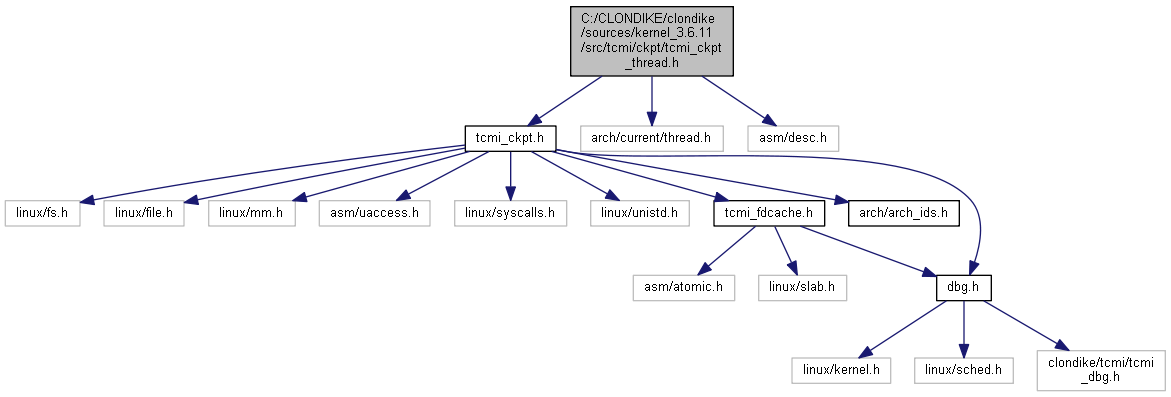 C:/CLONDIKE/clondike
/sources/kernel_3.6.11
/src/tcmi/ckpt/tcmi_ckpt
_thread.h
tcmi_ckpt.h
arch/current/thread.h
asm/desc.h
linux/fs.h
linux/file.h
linux/mm.h
asm/uaccess.h
linux/syscalls.h
linux/unistd.h
tcmi_fdcache.h
arch/arch_ids.h
asm/atomic.h
linux/slab.h
dbg.h
linux/kernel.h
linux/sched.h
clondike/tcmi/tcmi
_dbg.h